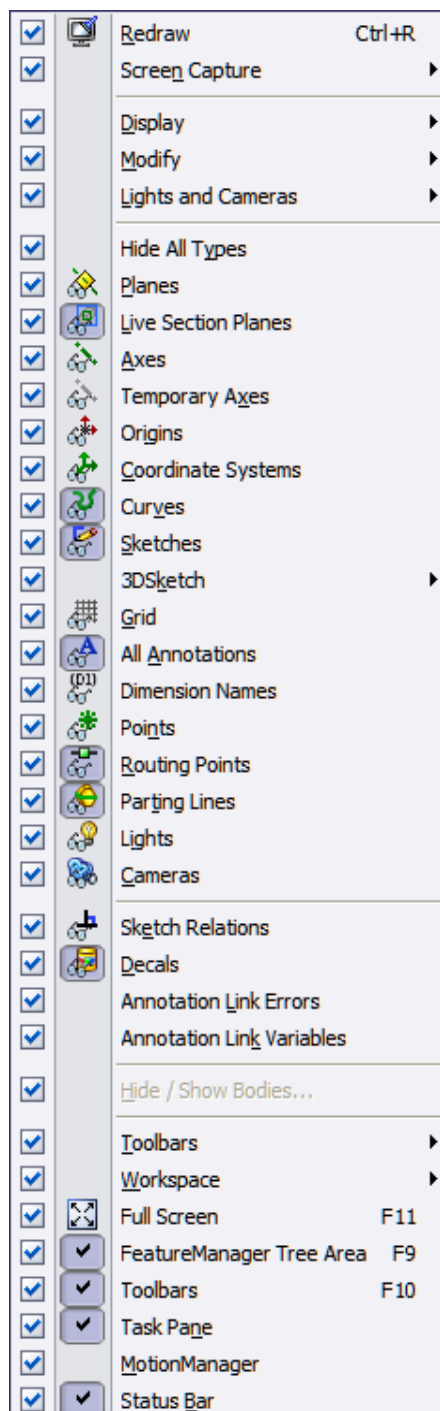 Redraw Ctrl+R
Screen Capture
Display
Modify
Lights and Cameras
Hide All Types
Planes
Live Section Planes
Axes
Temporary Axes
Origins
Coordinate Systems
Curves
Sketches
3DSketch
Grid
All Annotations
(D1) Dimension Names
Points
Routing Points
Parting Lines
Lights
Cameras
Sketch Relations
Decals
Annotation Link Errors
Annotation Link Variables
Hide / Show Bodies...
Toolbars
Workspace
Full Screen F11
FeatureManager Tree Area F9
Toolbars F10
Task Pane
MotionManager
Status Bar